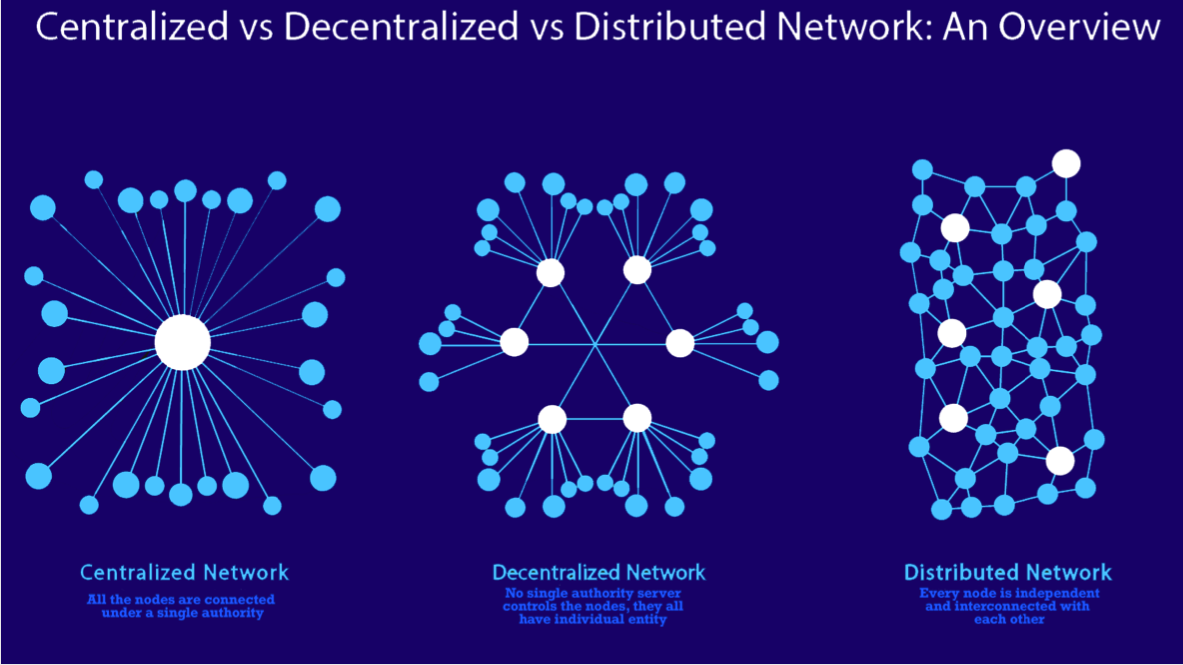 Centralized vs Decentralized vs Distributed Network: An Overview
Centralized Network
All the nodes are connected
under a single authority
Decentralized Network
No single authority server
controls the nodes, they all
have individual entity
Distributed Network
Every node is independent
and interconnected with
each other